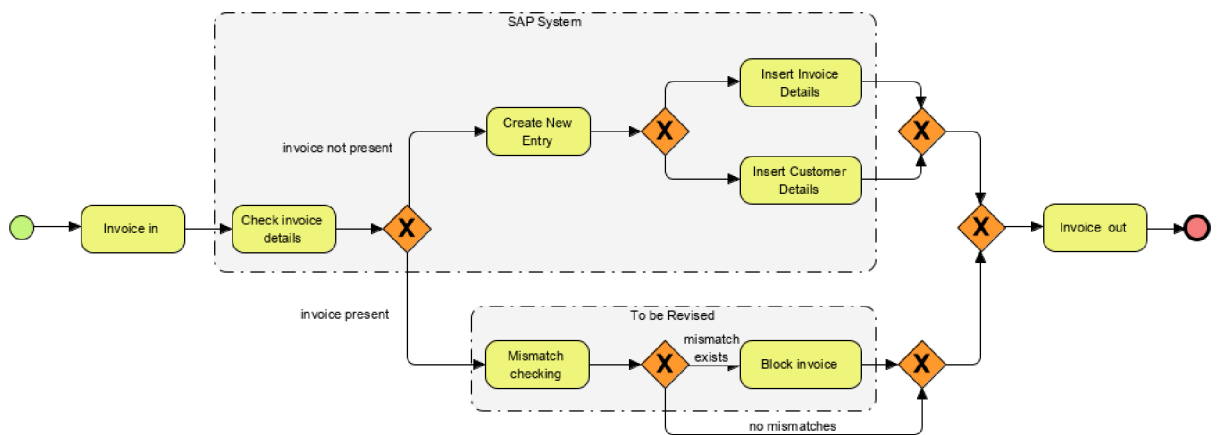 SAP System
Insert Invoice
Details
Create New
Entry
X
X
invoice not present
Insert Customer
Details
Invoice in
Check invoice
details
X
X
Invoice out
invoice present
To be Revised
Mismatch
checking
X
mismatch
exists
Block invoice
X
no mismatches